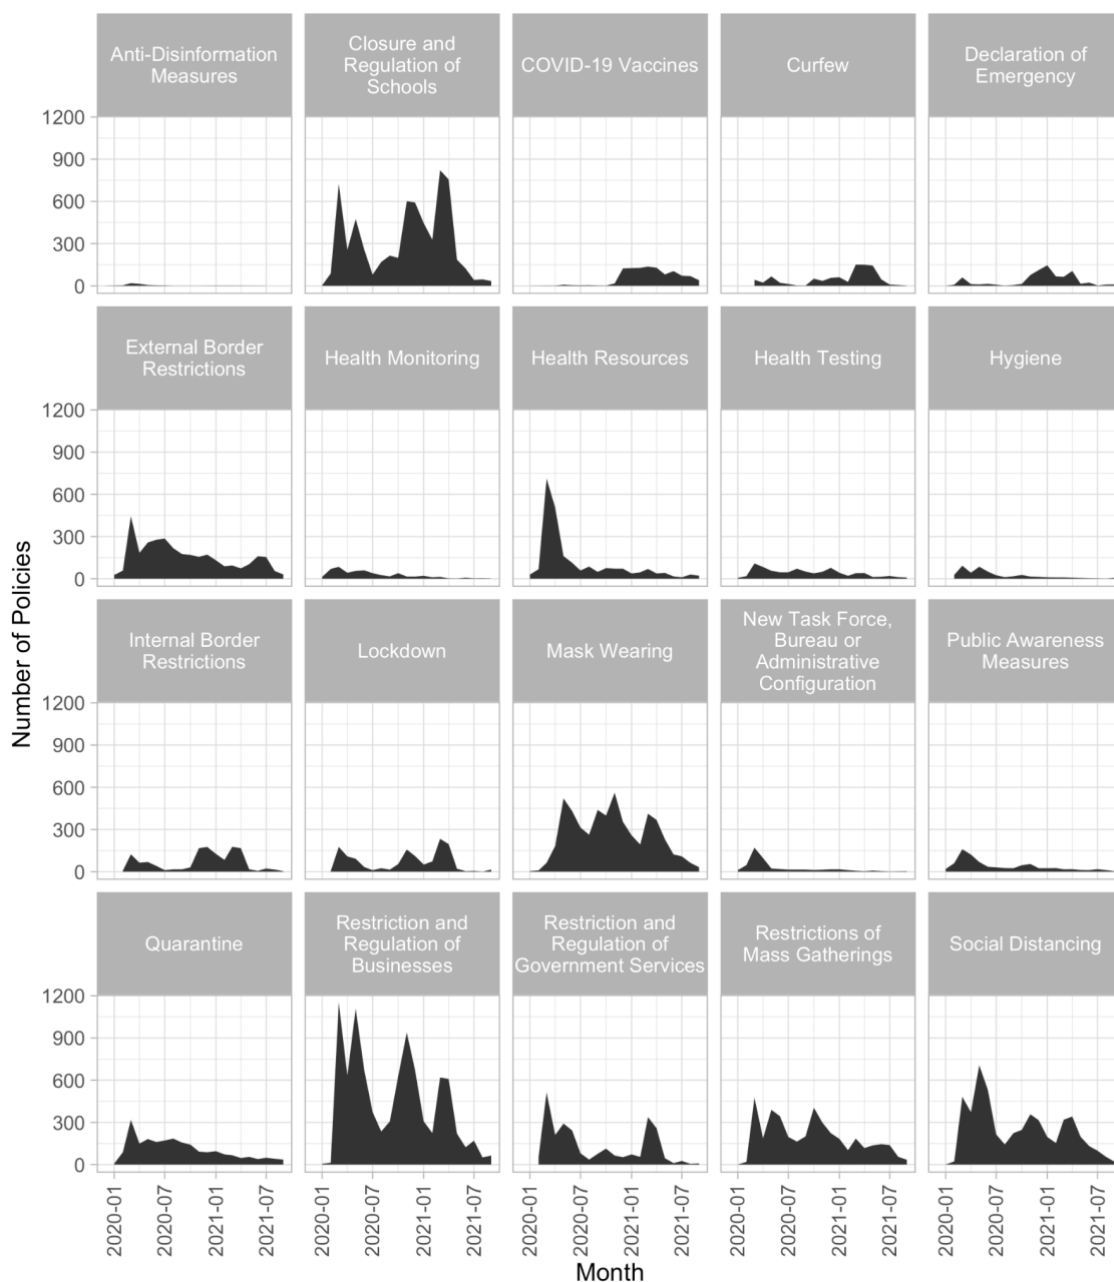 Anti-Disinformation
Measures
Closure and
Regulation of
Schools
COVID-19 Vaccines
Curfew
Declaration of
Emergency
1200
900
600
300
0
External Border
Restrictions
Health Monitoring
Health Resources
Health Testing
Hygiene
1200
900
600
300
0
Number of Policies
Internal Border
Restrictions
Lockdown
Mask Wearing
New Task Force,
Bureau or
Administrative
Configuration
Public Awareness
Measures
1200
900
600
300
0
Quarantine
Restriction and
Regulation of
Businesses
Restriction and
Regulation of
Government Services
Restrictions of
Mass Gatherings
Social Distancing
1200
900
600
300
0
2020-01
2020-07
2021-01
2021-07
2020-01
2020-07
2021-01
2021-07
2020-01
2020-07
2021-01
2021-07
2020-01
2020-07
2021-01
2021-07
2020-01
2020-07
2021-01
2021-07
Month